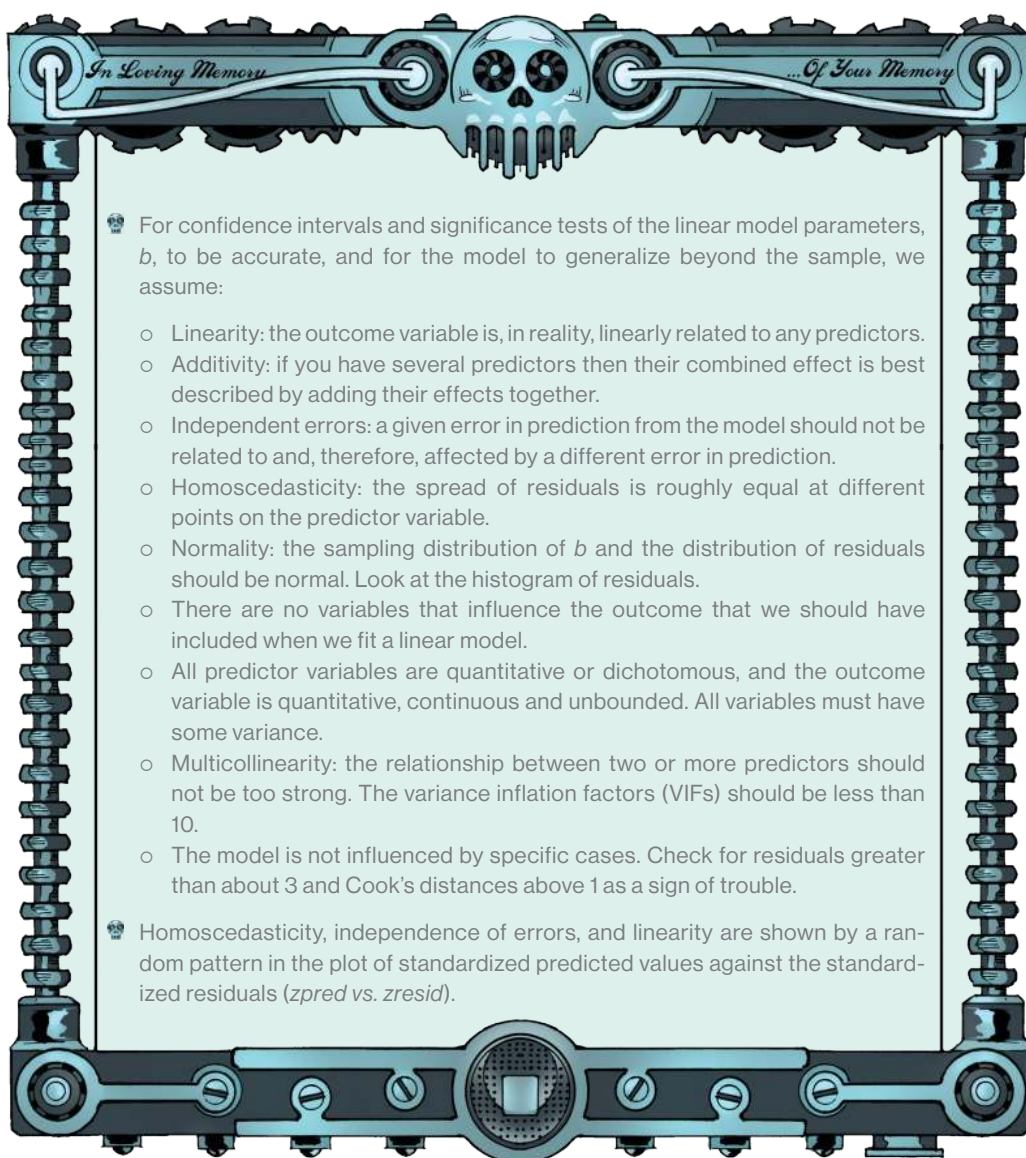 In Loving Memory
...Of Your Memory
For confidence intervals and significance tests of the linear model parameters,
b, to be accurate, and for the model to generalize beyond the sample, we
assume:
○ Linearity: the outcome variable is, in reality, linearly related to any predictors.
○ Additivity: if you have several predictors then their combined effect is best
described by adding their effects together.
○ Independent errors: a given error in prediction from the model should not be
related to and, therefore, affected by a different error in prediction.
○ Homoscedasticity: the spread of residuals is roughly equal at different
points on the predictor variable.
○ Normality: the sampling distribution of b and the distribution of residuals
should be normal. Look at the histogram of residuals.
○ There are no variables that influence the outcome that we should have
included when we fit a linear model.
○ All predictor variables are quantitative or dichotomous, and the outcome
variable is quantitative, continuous and unbounded. All variables must have
some variance.
○ Multicollinearity: the relationship between two or more predictors should
not be too strong. The variance inflation factors (VIFs) should be less than
10.
○ The model is not influenced by specific cases. Check for residuals greater
than about 3 and Cook's distances above 1 as a sign of trouble.
Homoscedasticity, independence of errors, and linearity are shown by a ran-
dom pattern in the plot of standardized predicted values against the standard-
ized residuals (zpred vs. zresid).